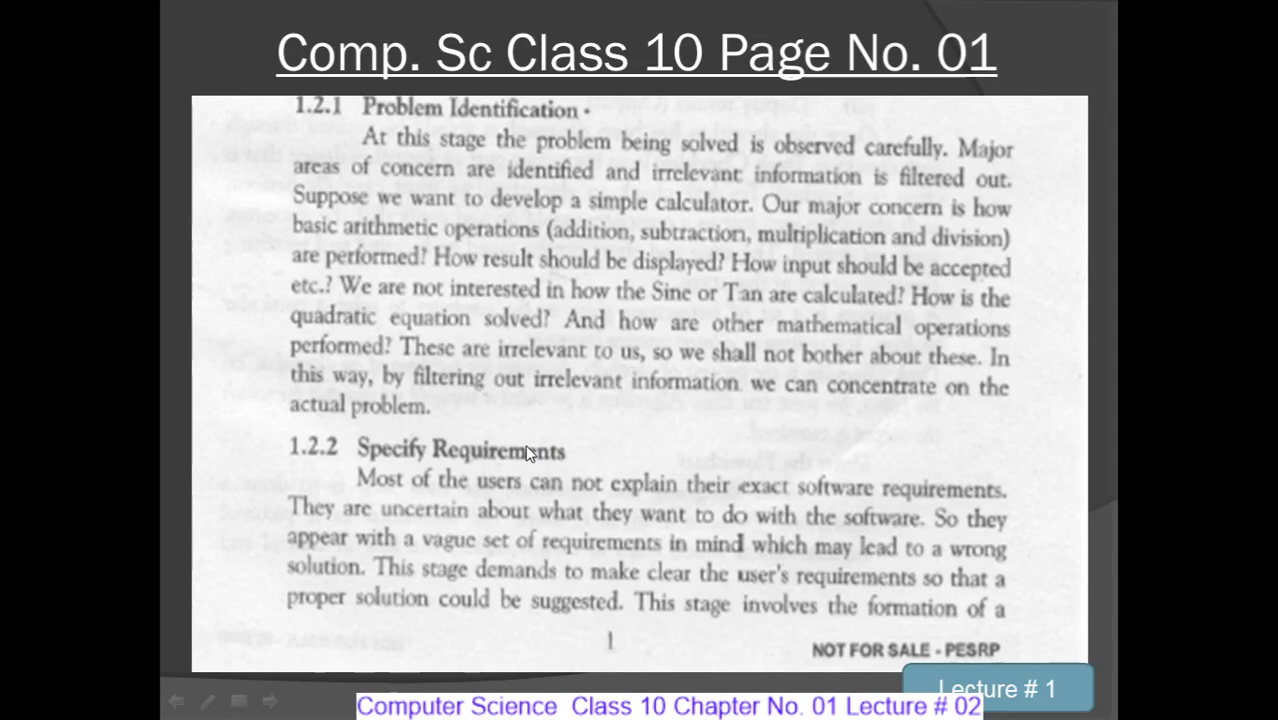 Comp. Sc Class 10 Page No. 01
1.2.1 Problem Identification
At this stage the problem being solved is observed carefully. Major
areas of concern are identified and irrelevant information is filtered out.
Suppose we want to develop a simple calculator. Our major concern is how
basic arithmetic operations (addition, subtraction, multiplication and division)
are performed? How result should be displayed? How input should be accepted
etc.? We are not interested in how the Sine or Tan are calculated? How is the
quadratic equation solved? And how are other mathematical operations
performed? These are irrelevant to us, so we shall not bother about these. In
this way, by filtering out irrelevant information we can concentrate on the
actual problem.
1.2.2 Specify Requirements
Most of the users can not explain their exact software requirements.
They are uncertain about what they want to do with the software. So they
appear with a vague set of requirements in mind which may lead to a wrong
solution. This stage demands to make clear the user's requirements so that a
proper solution could be suggested. This stage involves the formation of a
1
NOT FOR SALE - PESRP
Lecture # 1
Computer Science Class 10 Chapter No. 01 Lecture # 02